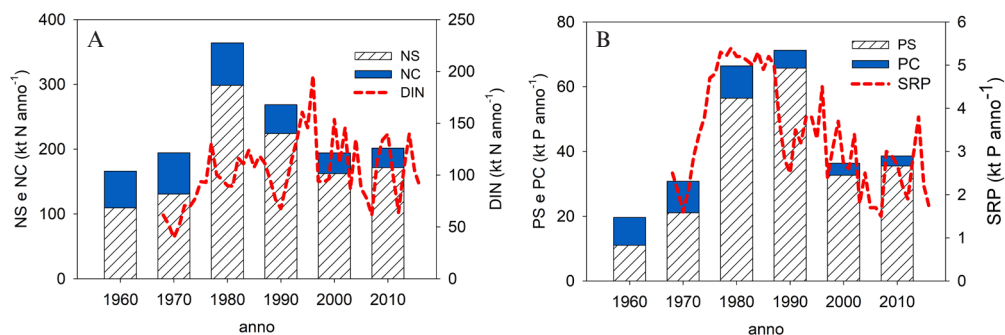 A
NS
NC
DIN
NS e NC (kt N anno⁻¹)
400
300
200
100
0
DIN (kt N anno⁻¹)
250
200
150
100
50
0
1960 1970 1980 1990 2000 2010
anno
B
PS
PC
SRP
PS e PC (kt P anno⁻¹)
80
60
40
20
0
SRP (kt P anno⁻¹)
6
5
4
3
2
1
0
1960 1970 1980 1990 2000 2010
anno